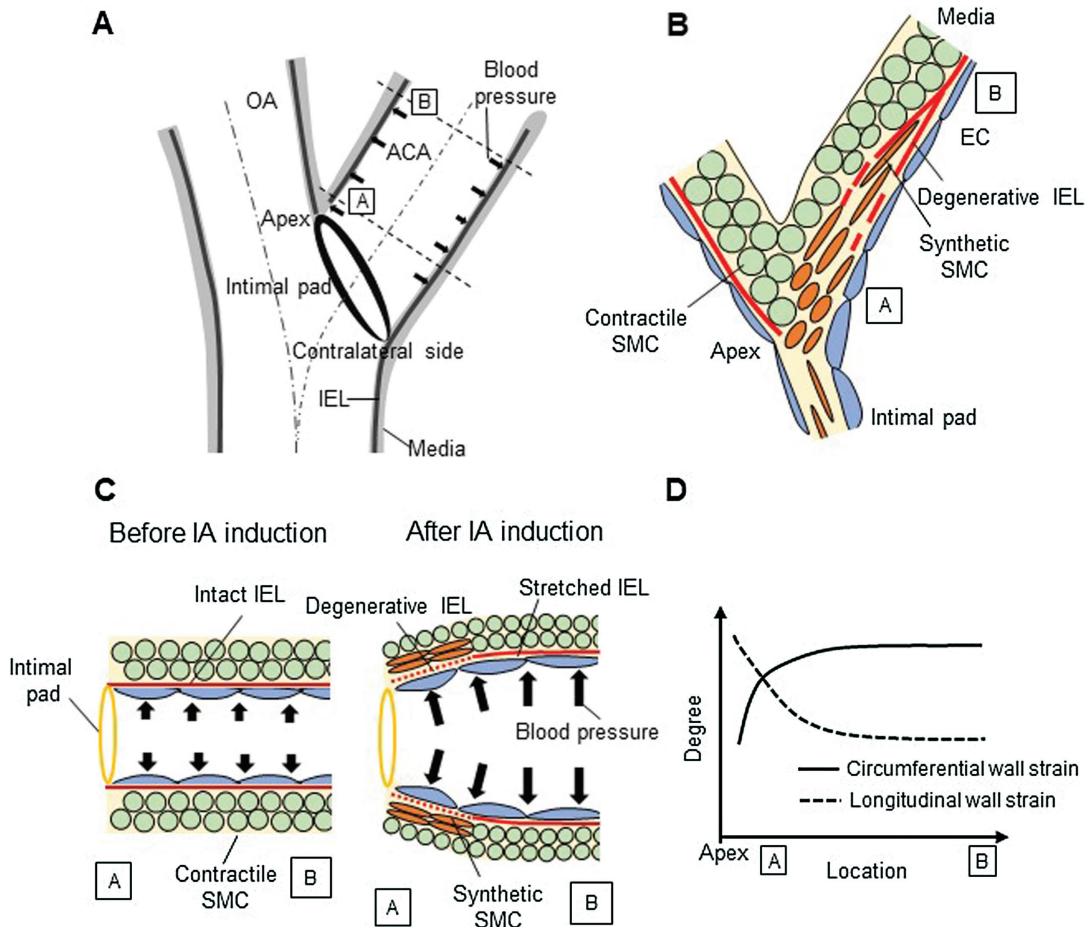 A
OA
B
Blood
pressure
ACA
A
Apex
Intimal pad
Contralateral side
IEL
Media
B
Media
B
EC
Degenerative IEL
Synthetic
SMC
A
Contractile
SMC
Apex
Intimal pad
C
Before IA induction
Intact IEL
Intimal
pad
A
Contractile
SMC
B
After IA induction
Stretched IEL
Degenerative IEL
Blood pressure
A
Synthetic
SMC
B
D
Degree
Circumferential wall strain
Longitudinal wall strain
Apex
A
Location
B